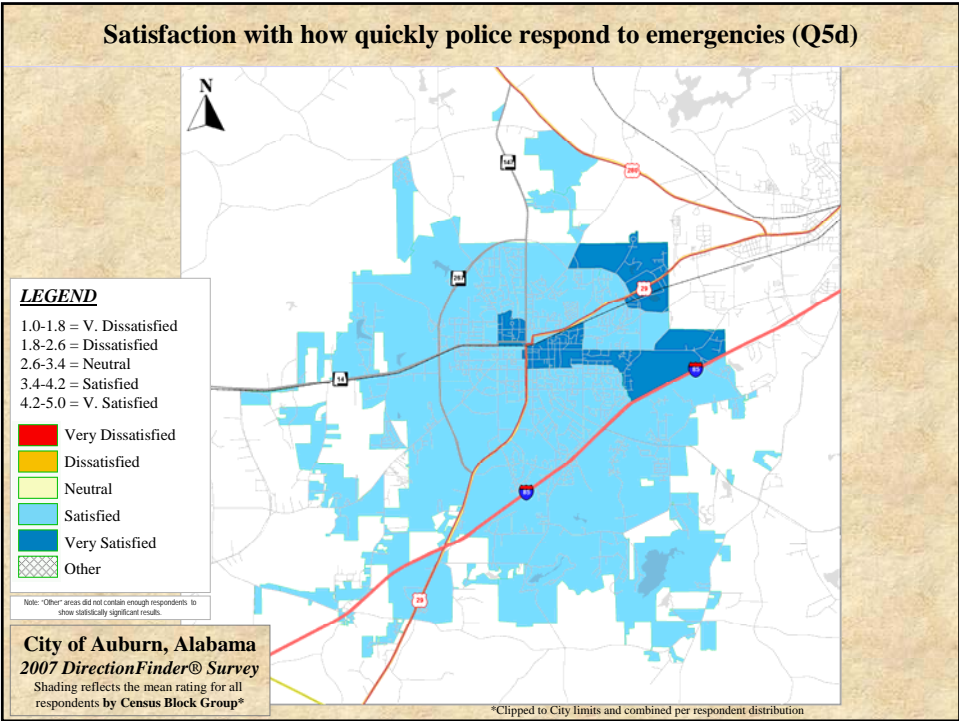 Satisfaction with how quickly police respond to emergencies (Q5d)
N
147
280
267
29
14
85
85
29
LEGEND
1.0-1.8 = V. Dissatisfied
1.8-2.6 = Dissatisfied
2.6-3.4 = Neutral
3.4-4.2 = Satisfied
4.2-5.0 = V. Satisfied
Very Dissatisfied
Dissatisfied
Neutral
Satisfied
Very Satisfied
Other
Note: "Other" areas did not contain enough respondents to
show statistically significant results.
City of Auburn, Alabama
2007 DirectionFinder® Survey
Shading reflects the mean rating for all
respondents by Census Block Group*
*Clipped to City limits and combined per respondent distribution